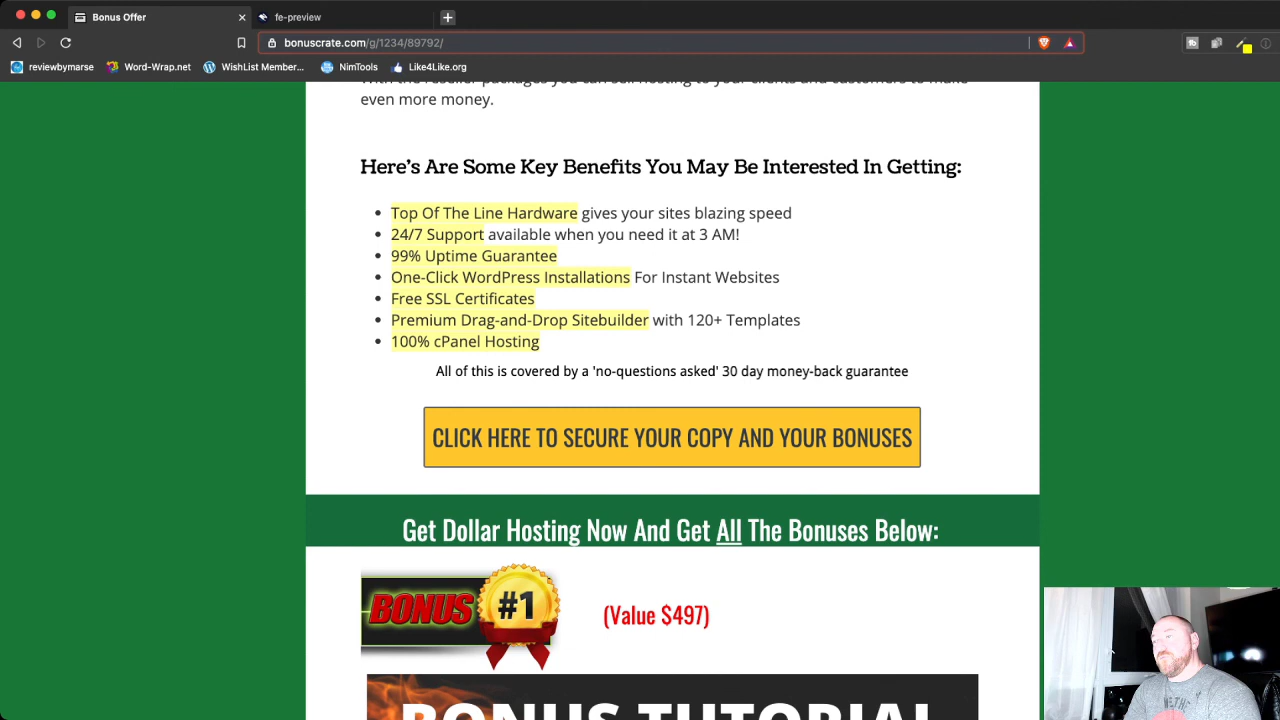 Bonus Offer
fe-preview
bonuscrate.com/g/1234/89792/
reviewbymarse
Word-Wrap.net
WishList Member...
NimTools
Like4Like.org
With the reseller packages you can sell hosting to your clients and customers to make
even more money.
Here's Are Some Key Benefits You May Be Interested In Getting:
Top Of The Line Hardware gives your sites blazing speed
24/7 Support available when you need it at 3 AM!
99% Uptime Guarantee
One-Click WordPress Installations For Instant Websites
Free SSL Certificates
Premium Drag-and-Drop Sitebuilder with 120+ Templates
100% cPanel Hosting
All of this is covered by a 'no-questions asked' 30 day money-back guarantee
CLICK HERE TO SECURE YOUR COPY AND YOUR BONUSES
Get Dollar Hosting Now And Get All The Bonuses Below:
BONUS #1
(Value $497)
BONUS TUTORIAL